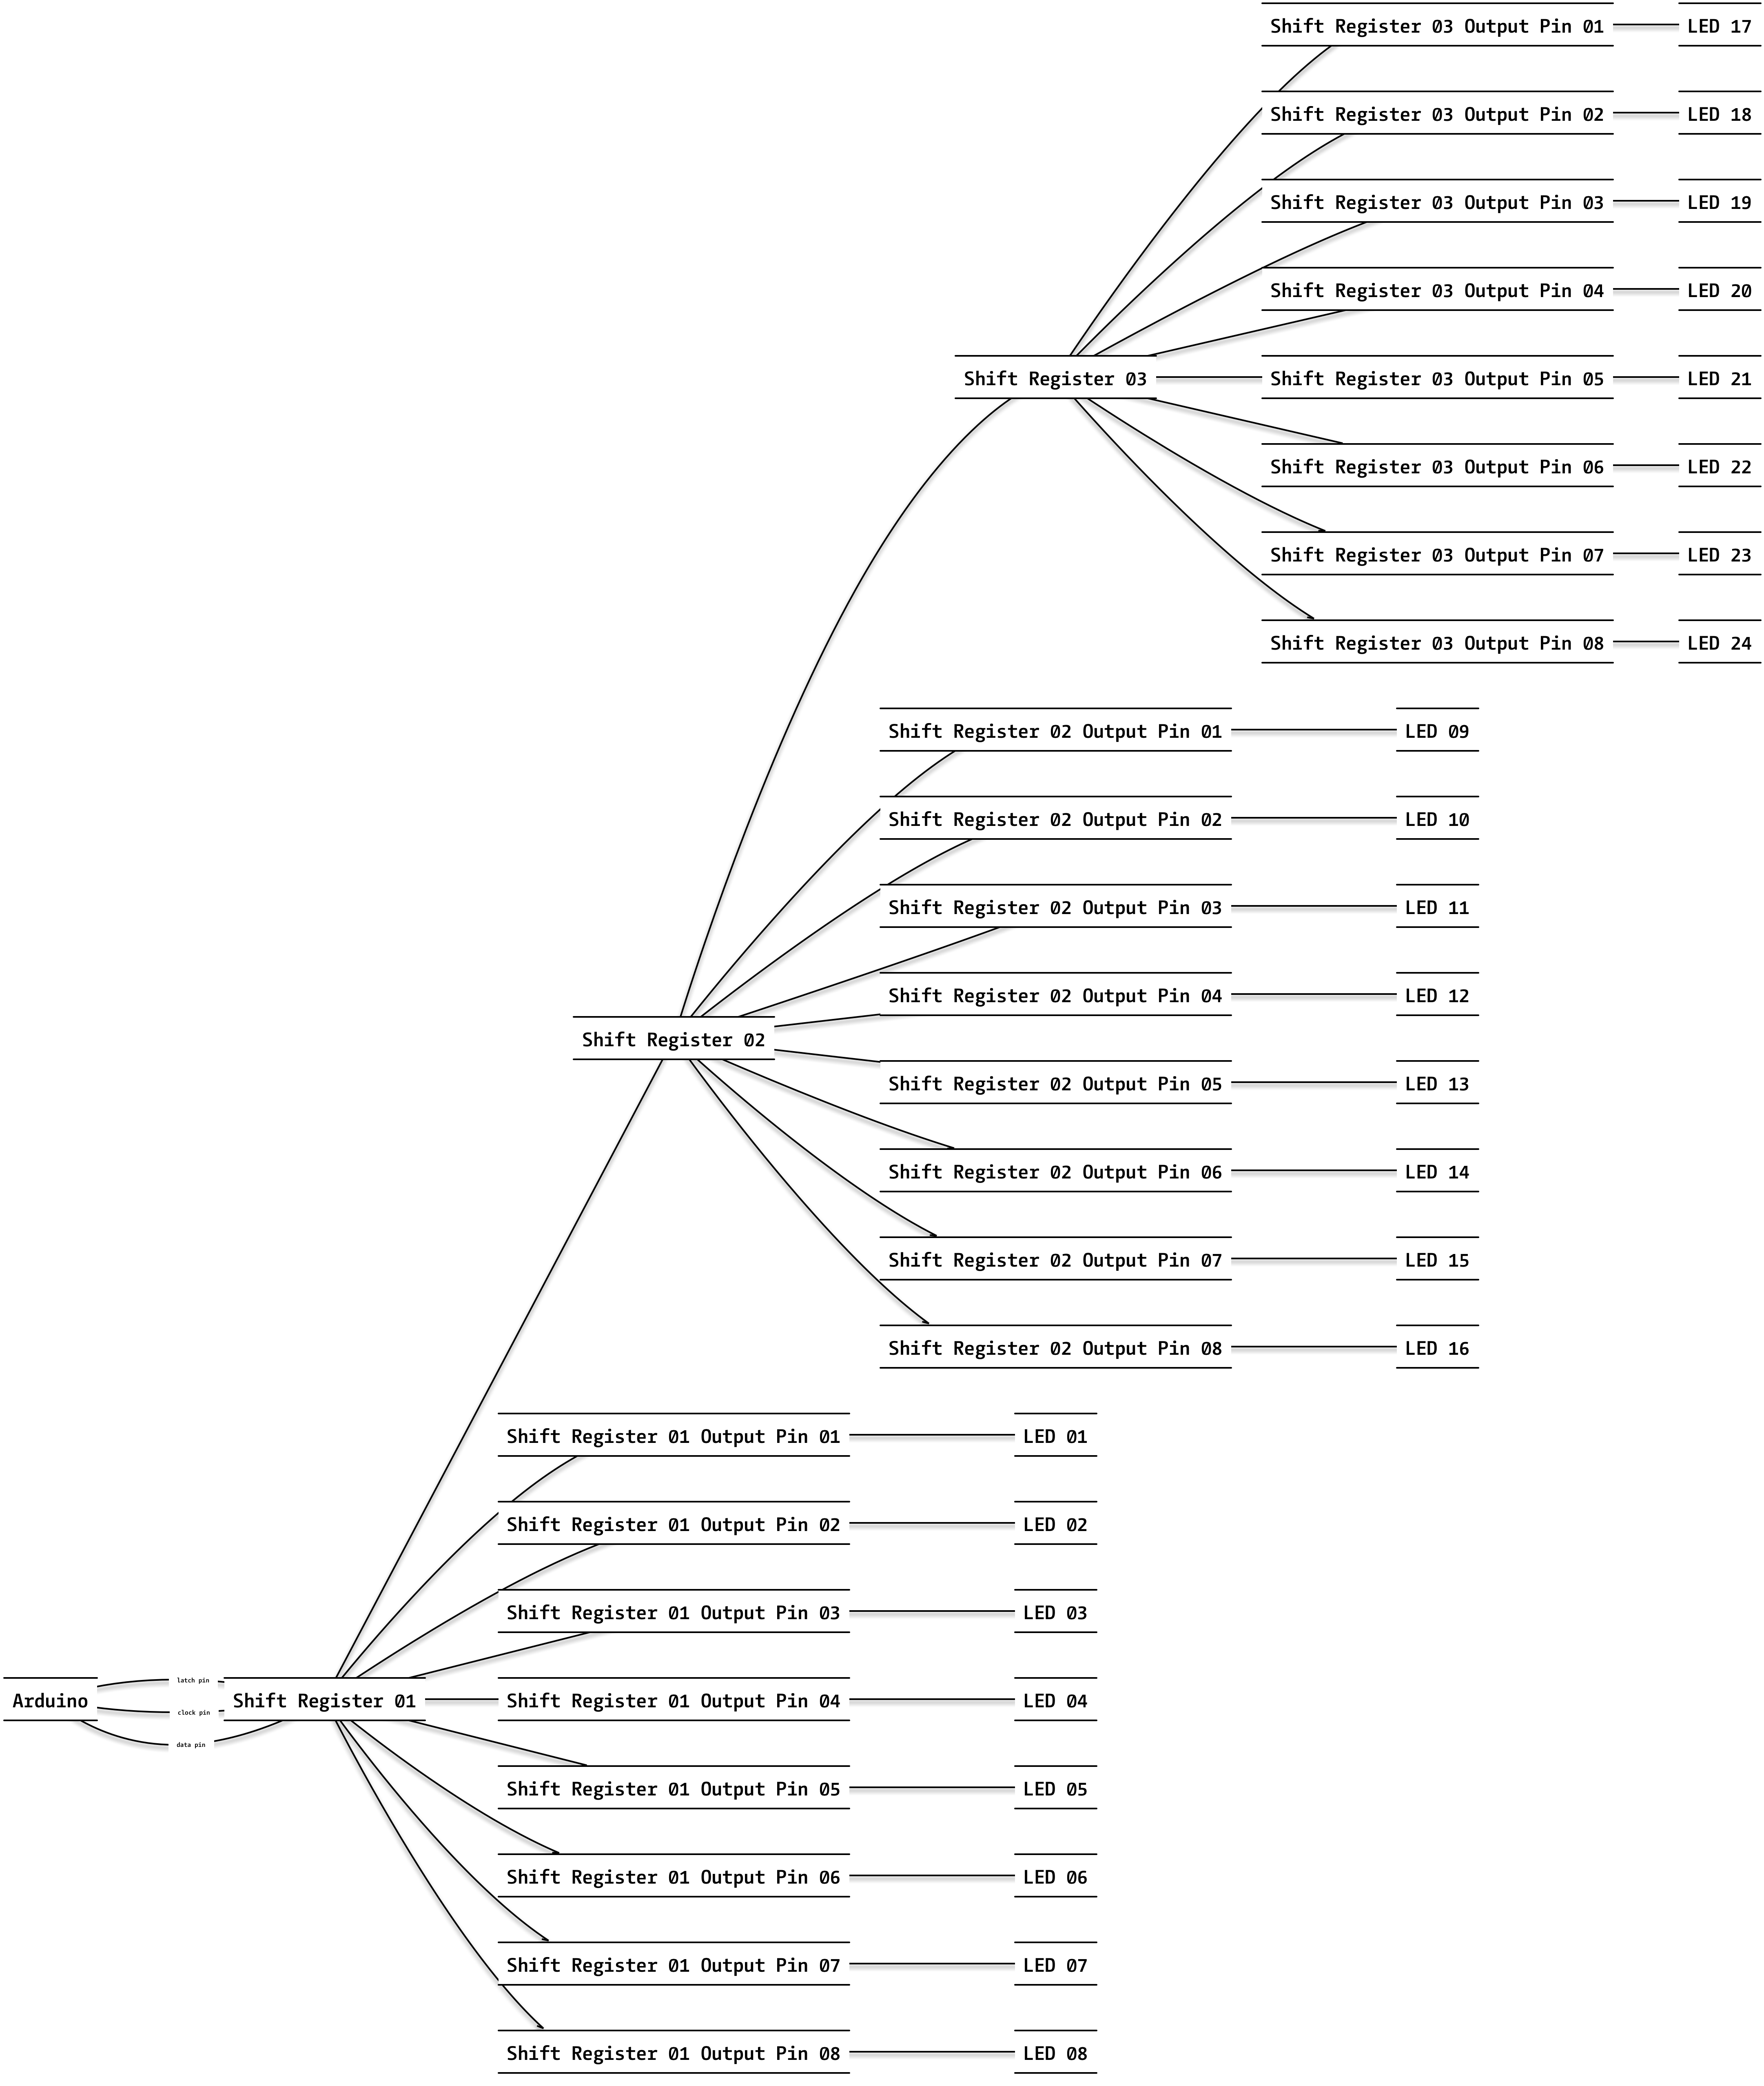 Shift Register 03 Output Pin 01 LED 17
Shift Register 03 Output Pin 02 LED 18
Shift Register 03 Output Pin 03 LED 19
Shift Register 03 Output Pin 04 LED 20
Shift Register 03 Shift Register 03 Output Pin 05 LED 21
Shift Register 03 Output Pin 06 LED 22
Shift Register 03 Output Pin 07 LED 23
Shift Register 03 Output Pin 08 LED 24
Shift Register 02 Output Pin 01 LED 09
Shift Register 02 Output Pin 02 LED 10
Shift Register 02 Output Pin 03 LED 11
Shift Register 02 Output Pin 04 LED 12
Shift Register 02
Shift Register 02 Output Pin 05 LED 13
Shift Register 02 Output Pin 06 LED 14
Shift Register 02 Output Pin 07 LED 15
Shift Register 02 Output Pin 08 LED 16
Shift Register 01 Output Pin 01 LED 01
Shift Register 01 Output Pin 02 LED 02
Shift Register 01 Output Pin 03 LED 03
latch pin
Arduino Shift Register 01 Shift Register 01 Output Pin 04 LED 04
clock pin
data pin
Shift Register 01 Output Pin 05 LED 05
Shift Register 01 Output Pin 06 LED 06
Shift Register 01 Output Pin 07 LED 07
Shift Register 01 Output Pin 08 LED 08